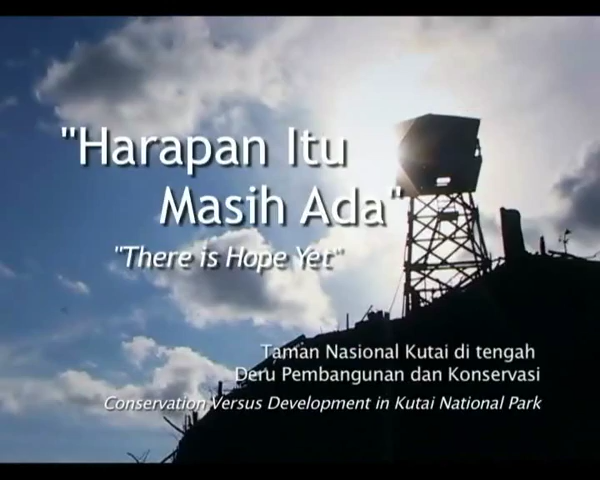 "Harapan Itu
Masih Ada"
"There is Hope Yet"
Taman Nasional Kutai di tengah
Deru Pembangunan dan Konservasi
Conservation Versus Development in Kutai National Park